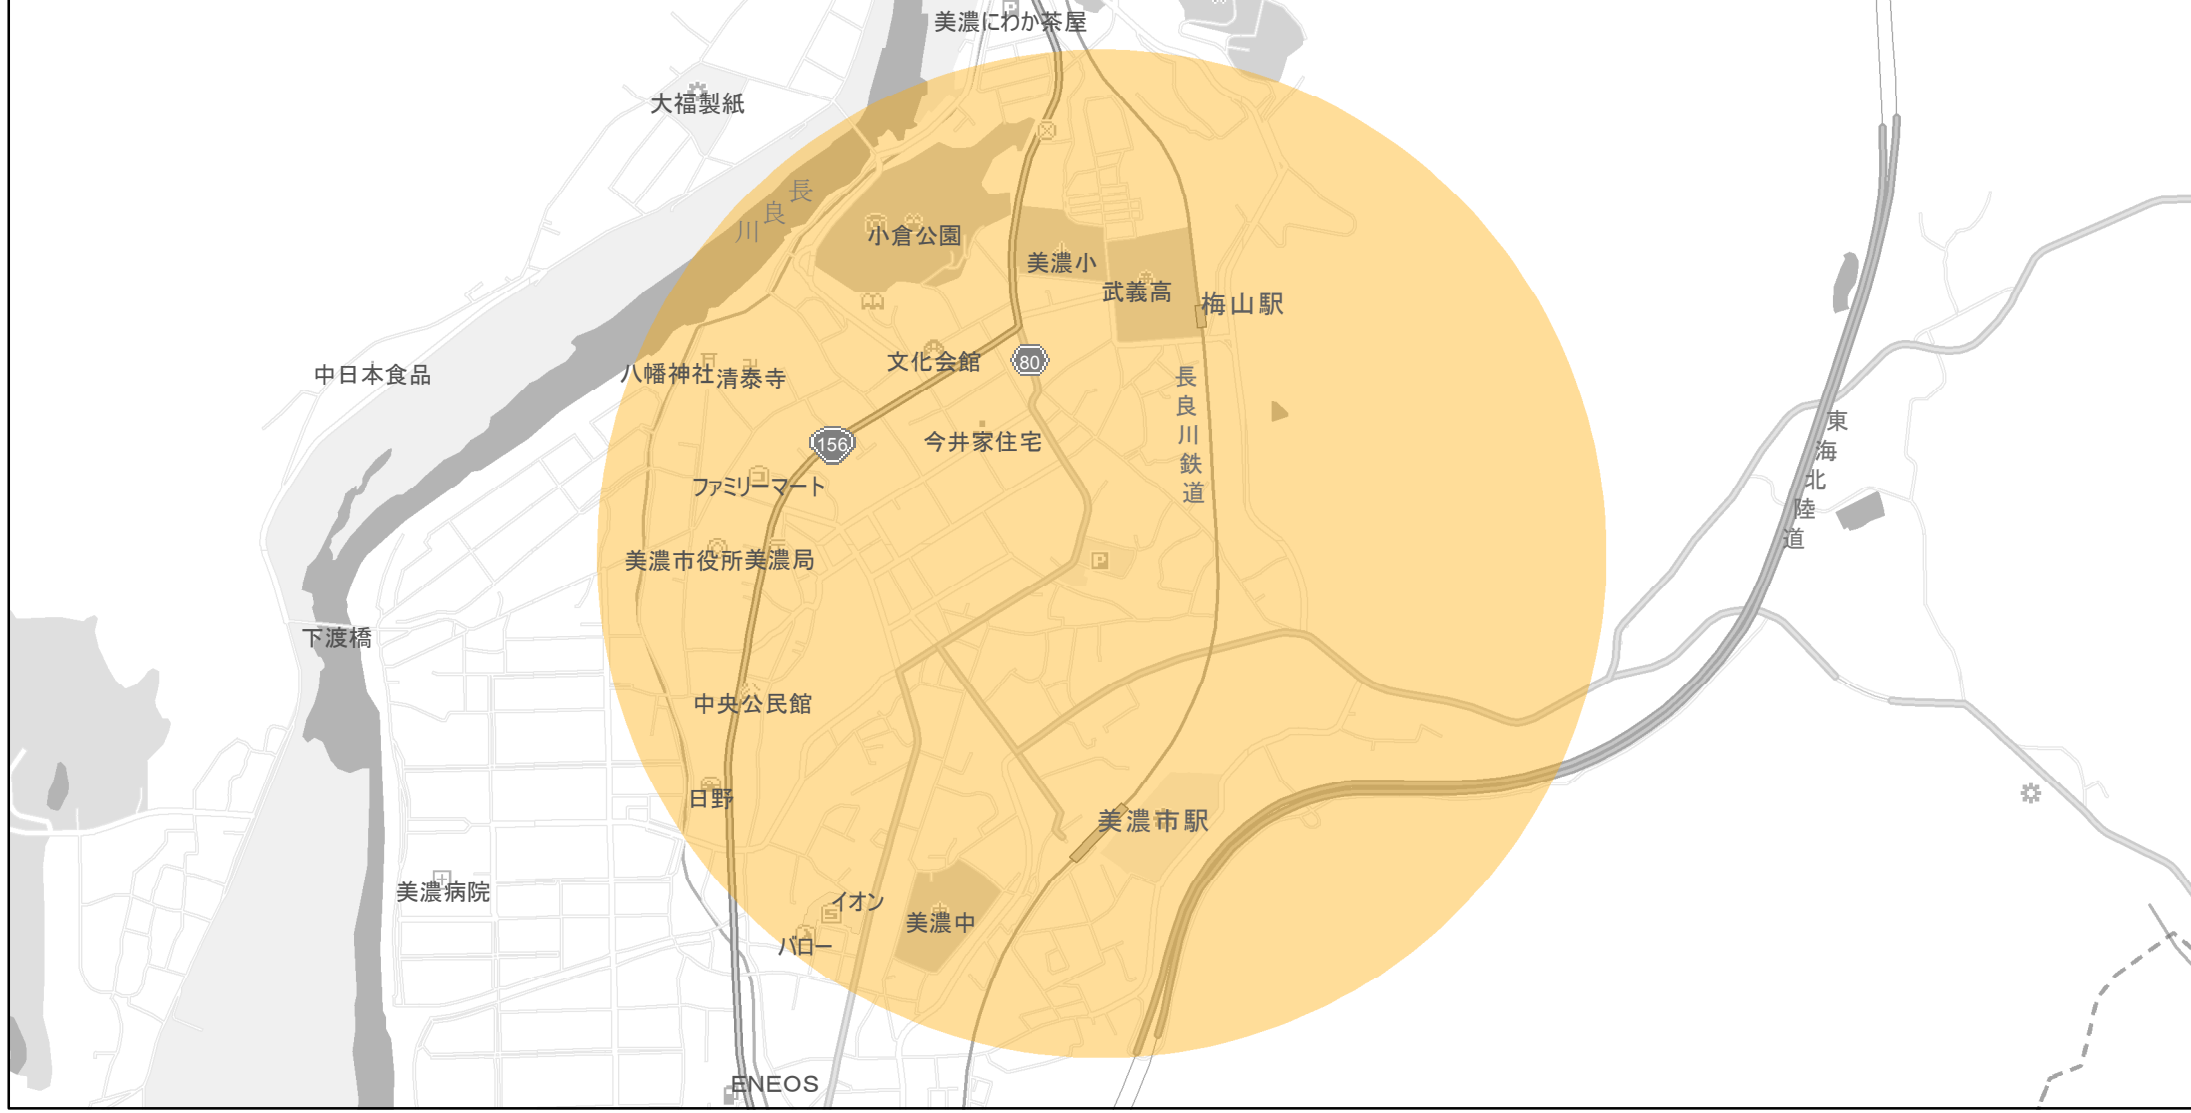 美濃にわか茶屋
P
大福製紙
長良川
小倉公園
美濃小
武義高
梅山駅
文化会館
80
中日本食品
八幡神社
清泰寺
長良川鉄道
東海北陸道
156
今井家住宅
ファミリーマート
美濃市役所
美濃局
P
下渡橋
中央公民館
日野
美濃市駅
美濃病院
イオン
S
美濃中
バロー
ENEOS